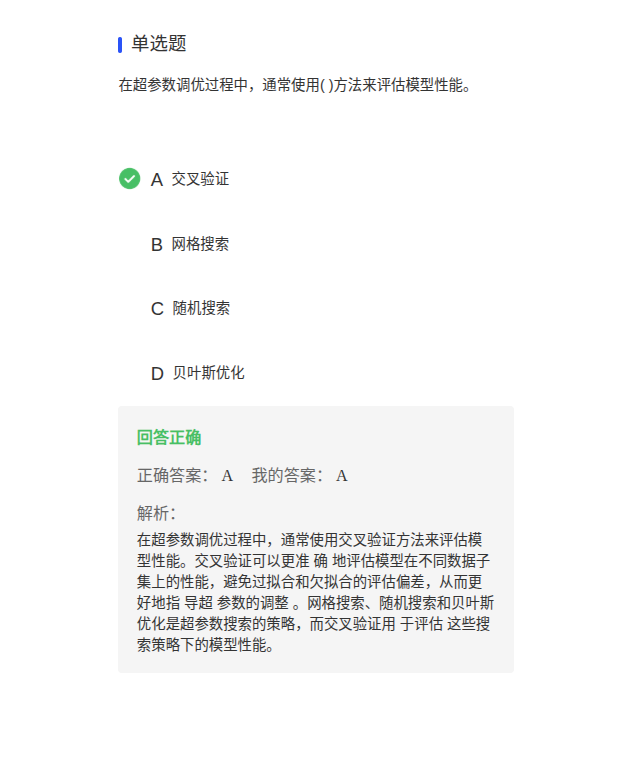 单选题
在超参数调优过程中，通常使用( )方法来评估模型性能。
A 交叉验证
B 网格搜索
C 随机搜索
D 贝叶斯优化
回答正确
正确答案： A 我的答案： A
解析：
在超参数调优过程中，通常使用交叉验证方法来评估模
型性能。交叉验证可以更准 确 地评估模型在不同数据子
集上的性能，避免过拟合和欠拟合的评估偏差，从而更
好地指 导超 参数的调整 。网格搜索、随机搜索和贝叶斯
优化是超参数搜索的策略，而交叉验证用 于评估 这些搜
索策略下的模型性能。